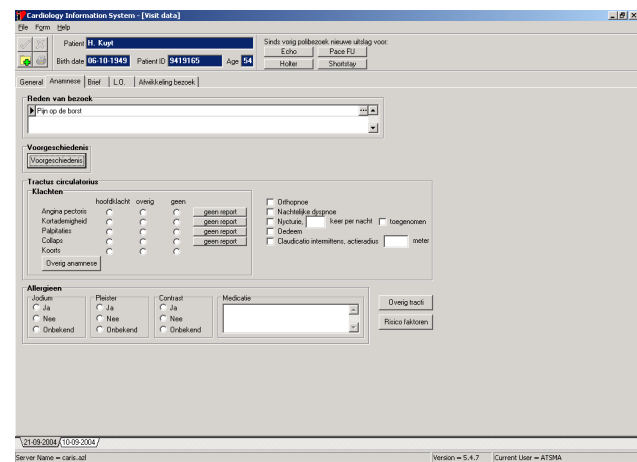 Cardiology Information System - [Visit data]
File Form Help
Patient H. Kuyt
Birth date 06-10-1949 Patient ID 9419165 Age 54
Sinds vorig polibezoek nieuwe uitslag voor:
Echo Pace FU
Holter Shortstay
General Anamnese Brief L.O. Afwikkeling bezoek
Reden van bezoek
Pijn op de borst
Voorgeschiedenis
Voorgeschiedenis
Tractus circulatorius
Klachten
hoofdklacht overig geen
Angina pectoris geen report
Kortademigheid geen report
Palpitaties geen report
Collaps geen report
Koorts
Overig anamnese
Orthopnoe
Nachtelijke dyspnoe
Nycturie, keer per nacht toegenomen
Oedeem
Claudicatio intermittens, actieradius meter
Allergieen
Jodium Pleister Contrast Medicatie
Ja Ja Ja
Nee Nee Nee
Onbekend Onbekend Onbekend
Overig tracti
Risico faktoren
21-09-2004 10-09-2004
Server Name = caris.azl Version = 5.4.7 Current User = ATSMA